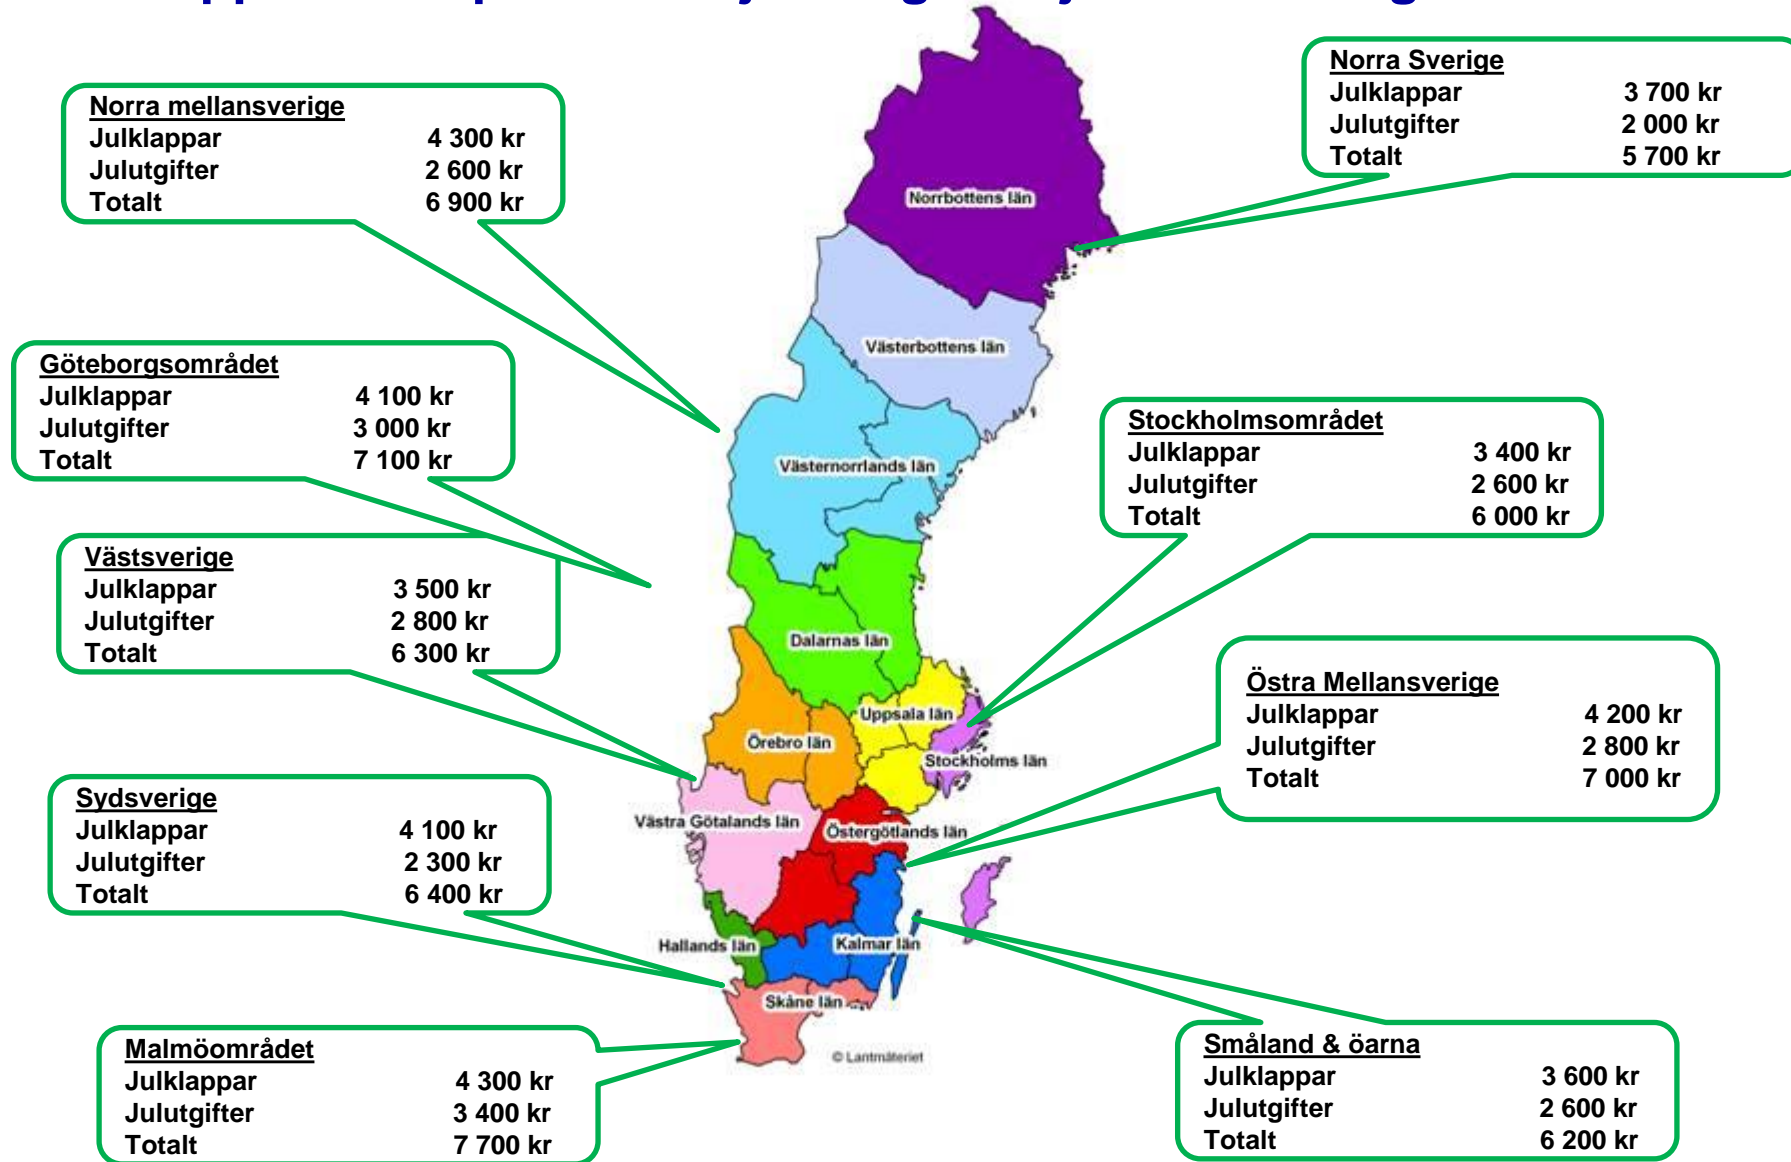 Norra Sverige
Julklappar 3 700 kr
Julutgifter 2 000 kr
Totalt 5 700 kr
Norra mellansverige
Julklappar 4 300 kr
Julutgifter 2 600 kr
Totalt 6 900 kr
Norrbottens län
Västerbottens län
Göteborgsområdet
Julklappar 4 100 kr
Julutgifter 3 000 kr
Totalt 7 100 kr
Stockholmsområdet
Julklappar 3 400 kr
Julutgifter 2 600 kr
Totalt 6 000 kr
Västernorrlands län
Västsverige
Julklappar 3 500 kr
Julutgifter 2 800 kr
Totalt 6 300 kr
Dalarnas län
Uppsala län
Örebro län
Stockholms län
Östra Mellansverige
Julklappar 4 200 kr
Julutgifter 2 800 kr
Totalt 7 000 kr
Sydsverige
Julklappar 4 100 kr
Julutgifter 2 300 kr
Totalt 6 400 kr
Västra Götalands län
Östergötlands län
Hallands län
Kalmar län
Skåne län
Malmöområdet
Julklappar 4 300 kr
Julutgifter 3 400 kr
Totalt 7 700 kr
© Lantmäteriet
Småland & öarna
Julklappar 3 600 kr
Julutgifter 2 600 kr
Totalt 6 200 kr